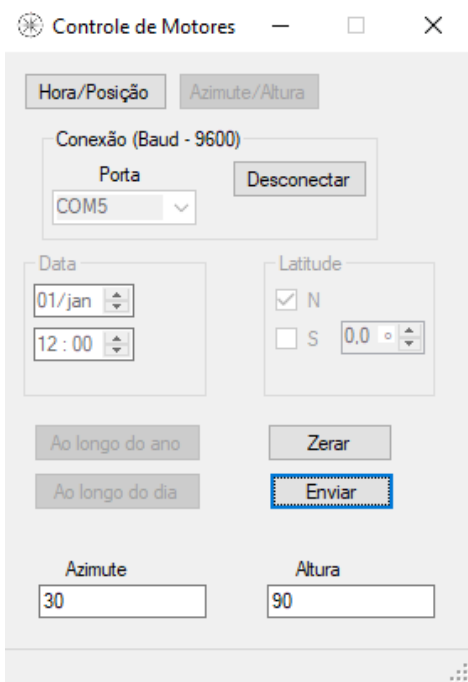 Controle de Motores
Hora/Posição Azimute/Altura
Conexão (Baud - 9600)
Porta
COM5
Desconectar
Data
01/jan
12 : 00
Latitude
N
S 0,0 º
Ao longo do ano Zerar
Ao longo do dia Enviar
Azimute Altura
30 90